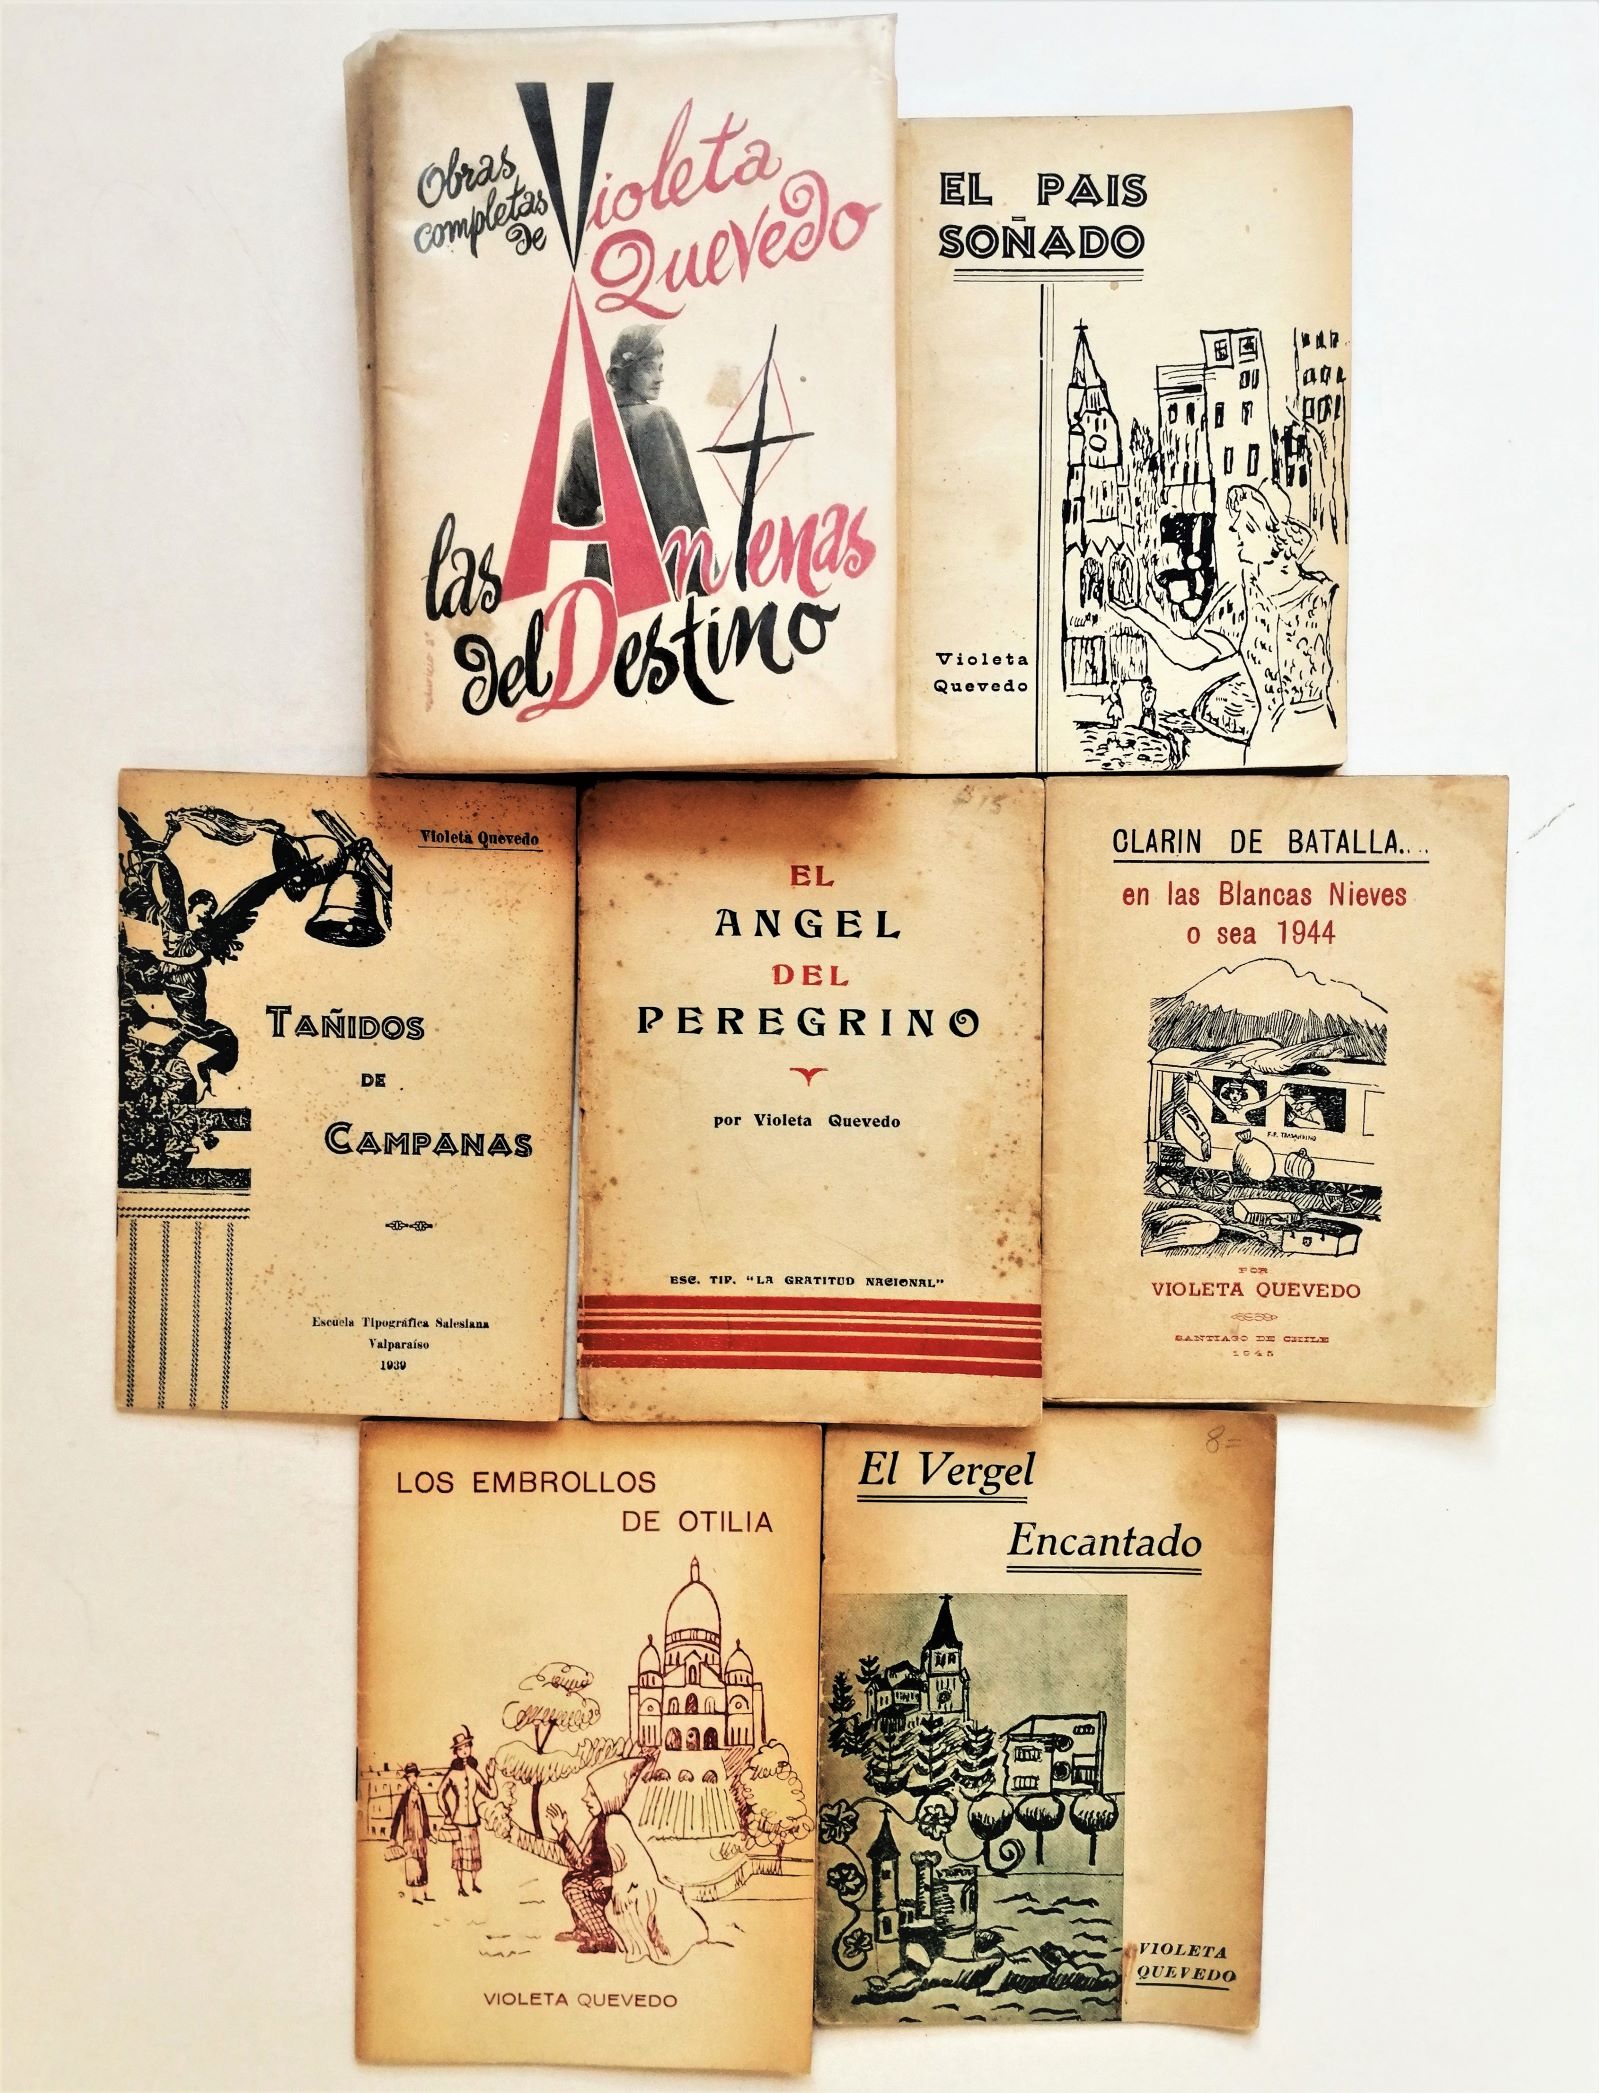 Obras
completas
de
Violeta
Quevedo
las Antenas
del Destino
EL PAIS
SOÑADO
Violeta
Quevedo
Violeta Quevedo
TAÑIDOS
DE
CAMPANAS
Escuela Tipográfica Salesiana
Valparaíso
1939
EL
ANGEL
DEL
PEREGRINO
por Violeta Quevedo
ESC. TIP. "LA GRATITUD NACIONAL"
CLARIN DE BATALLA....
en las Blancas Nieves
o sea 1944
F.F. TRASANDINO
POR
VIOLETA QUEVEDO
SANTIAGO DE CHILE
1945
LOS EMBROLLOS
DE OTILIA
VIOLETA QUEVEDO
8=
El Vergel
Encantado
VIOLETA
QUEVEDO